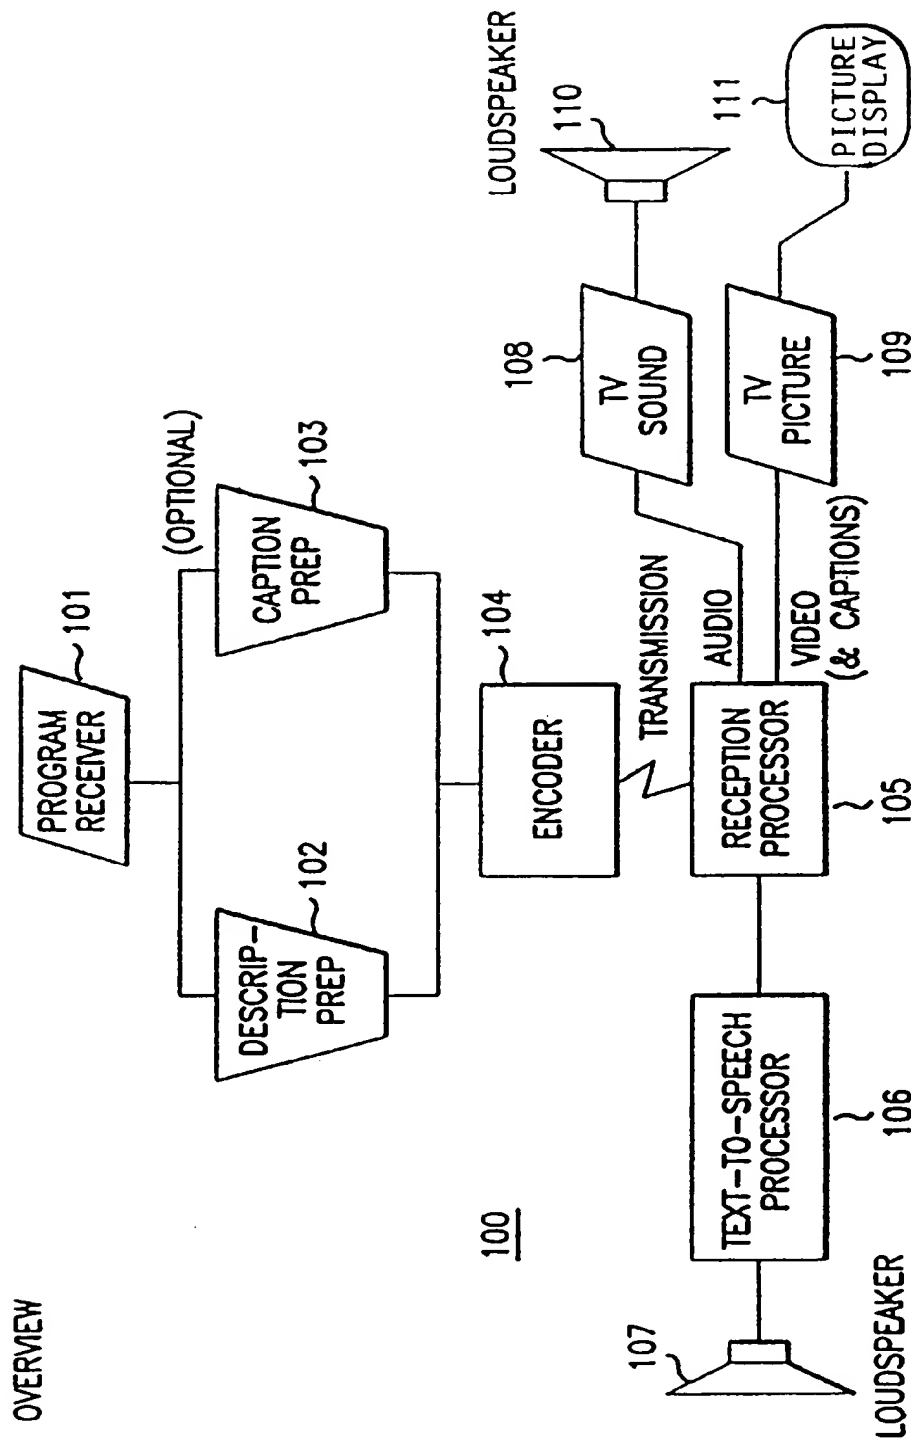 OVERVIEW
PROGRAM
RECEIVER
101
(OPTIONAL)
DESCRIP-
TION
PREP
102
CAPTION
PREP
103
100
ENCODER
104
TRANSMISSION
LOUDSPEAKER
107
TEXT-TO-SPEECH
PROCESSOR
106
RECEPTION
PROCESSOR
105
AUDIO
VIDEO
(& CAPTIONS)
108
TV
SOUND
LOUDSPEAKER
110
TV
PICTURE
109
111
PICTURE
DISPLAY